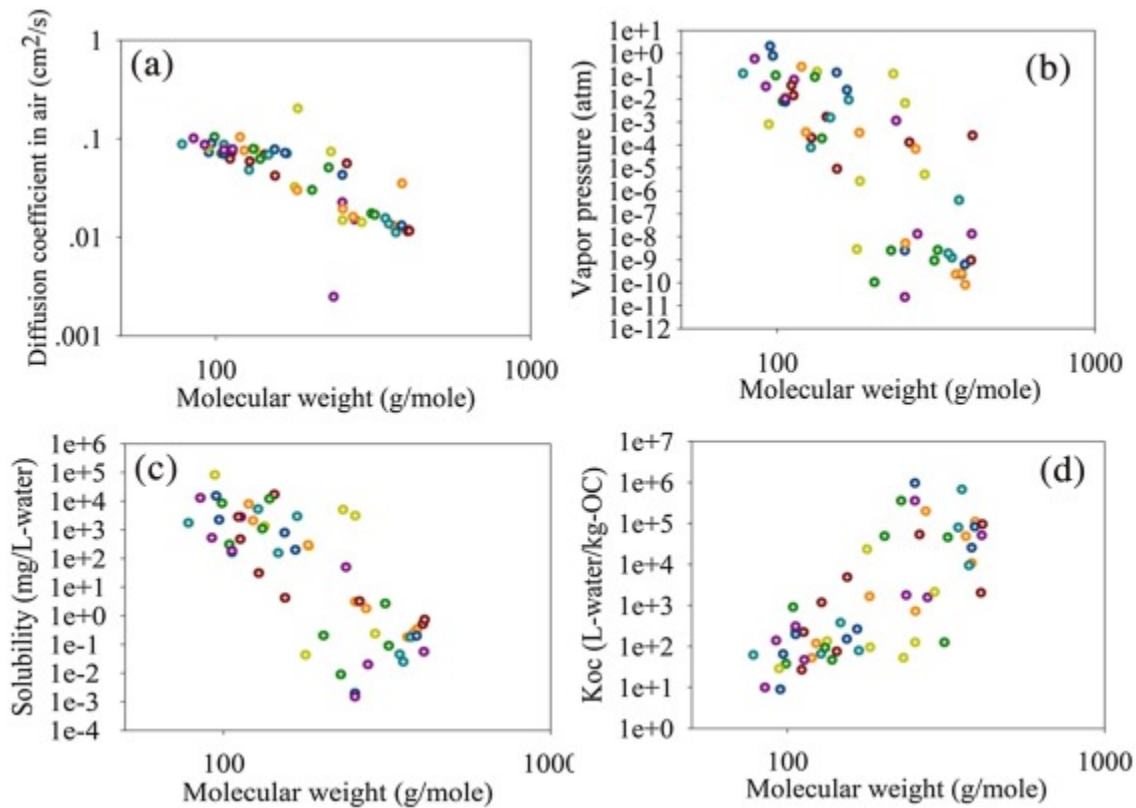 (a)
Diffusion coefficient in air (cm²/s)
1
.1
.01
.001
100
1000
Molecular weight (g/mole)
(b)
Vapor pressure (atm)
1e+1
1e+0
1e-1
1e-2
1e-3
1e-4
1e-5
1e-6
1e-7
1e-8
1e-9
1e-10
1e-11
1e-12
100
1000
Molecular weight (g/mole)
(c)
Solubility (mg/L-water)
1e+6
1e+5
1e+4
1e+3
1e+2
1e+1
1e+0
1e-1
1e-2
1e-3
1e-4
100
1000
Molecular weight (g/mole)
(d)
Koc (L-water/kg-OC)
1e+7
1e+6
1e+5
1e+4
1e+3
1e+2
1e+1
1e+0
100
1000
Molecular weight (g/mole)